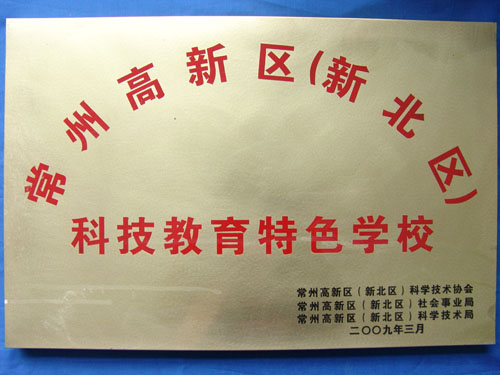 常州高新区(新北区)
科技教育特色学校
常州高新区(新北区)科学技术协会
常州高新区(新北区)社会事业局
常州高新区(新北区)科学技术局
二〇〇九年三月